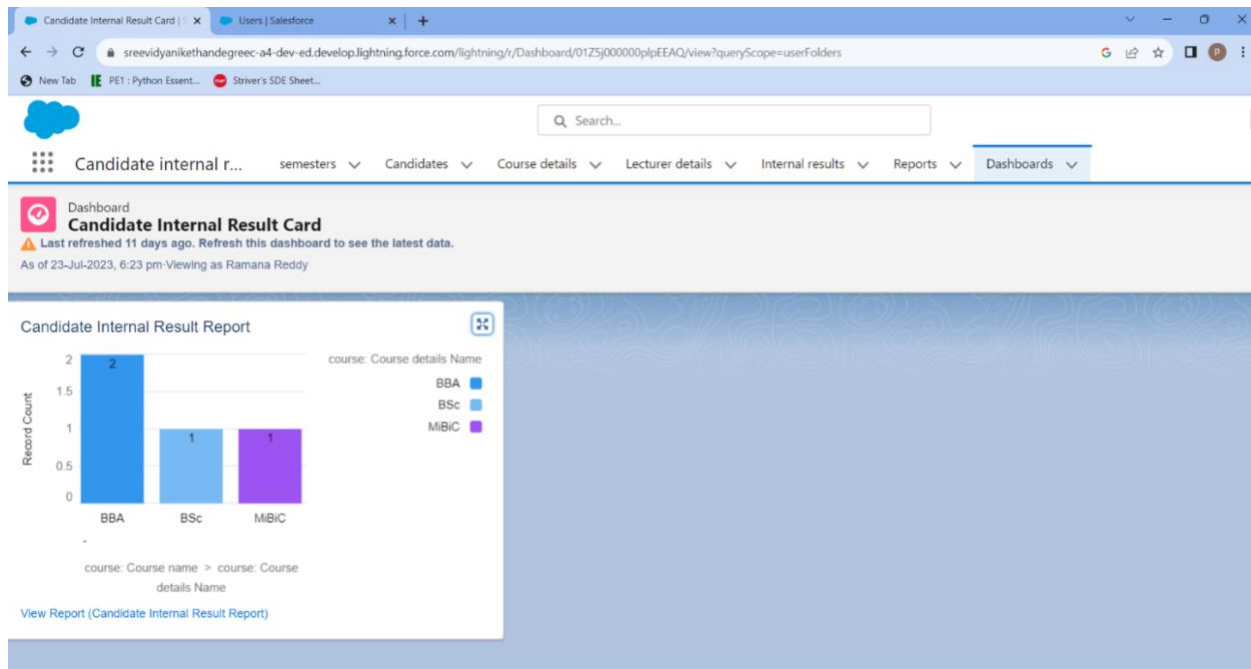 Candidate Internal Result Card | S
Users | Salesforce
sreevidyanikethandegreec-a4-dev-ed.develop.lightning.force.com/lightning/r/Dashboard/01Z5j000000plpEEAQ/view?queryScope=userFolders
New Tab
PE1 : Python Essent...
Striver's SDE Sheet...
Search...
Candidate internal r... semesters Candidates Course details Lecturer details Internal results Reports Dashboards
Dashboard
Candidate Internal Result Card
Last refreshed 11 days ago. Refresh this dashboard to see the latest data.
As of 23-Jul-2023, 6:23 pm·Viewing as Ramana Reddy
Candidate Internal Result Report
Record Count
2
1.5
1
0.5
0
2
1
1
BBA BSc MiBiC
-
course: Course name > course: Course
details Name
course: Course details Name
BBA
BSc
MiBiC
View Report (Candidate Internal Result Report)